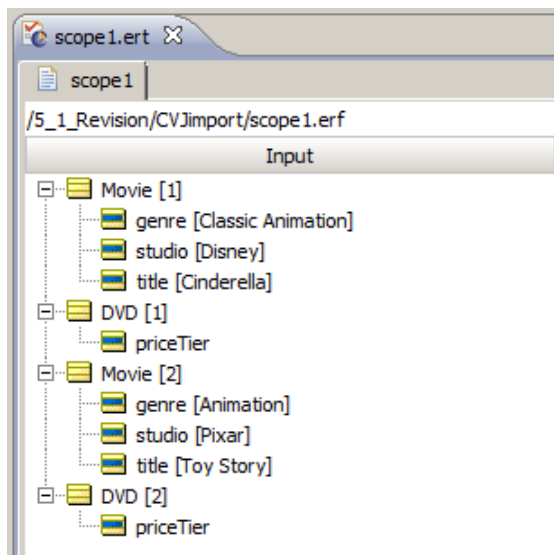 scope1.ert
scope1
/5_1_Revision/CVJimport/scope1.erf
Input
Movie [1]
genre [Classic Animation]
studio [Disney]
title [Cinderella]
DVD [1]
priceTier
Movie [2]
genre [Animation]
studio [Pixar]
title [Toy Story]
DVD [2]
priceTier